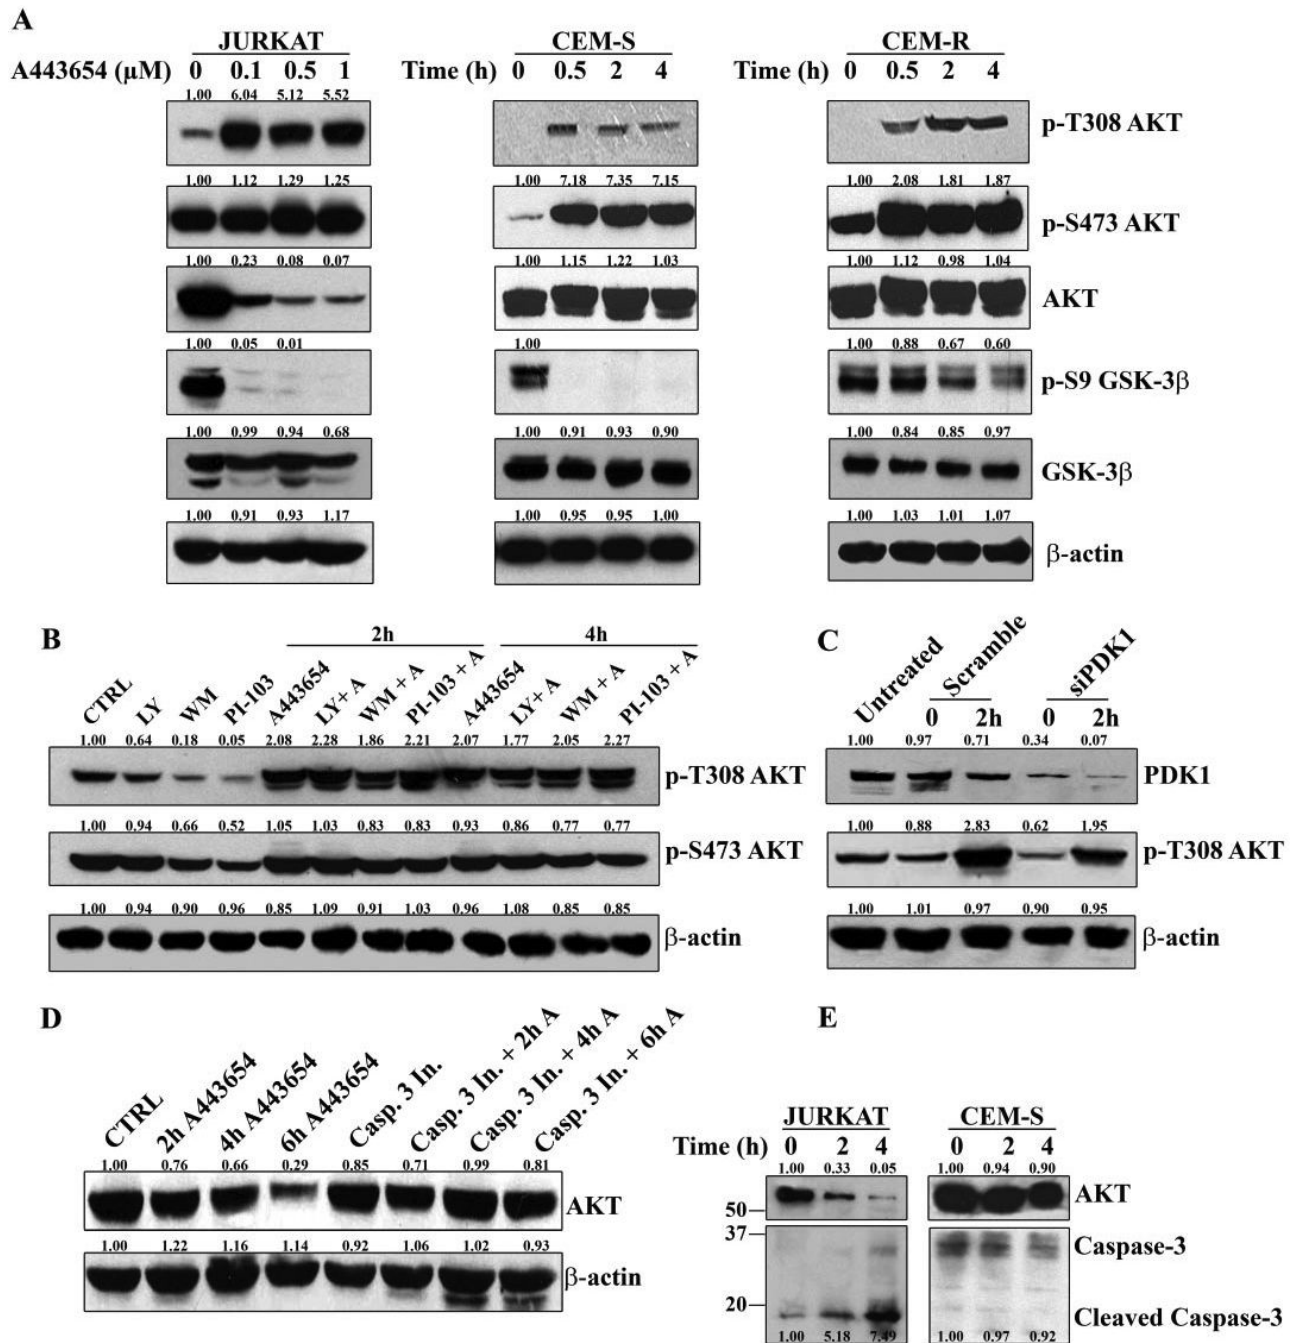 A
JURKAT CEM-S CEM-R
A443654 (µM) 0 0.1 0.5 1 Time (h) 0 0.5 2 4 Time (h) 0 0.5 2 4
1.00 6.04 5.12 5.52
p-T308 AKT
1.00 1.12 1.29 1.25 1.00 7.18 7.35 7.15 1.00 2.08 1.81 1.87
p-S473 AKT
1.00 0.23 0.08 0.07 1.00 1.15 1.22 1.03 1.00 1.12 0.98 1.04
AKT
1.00 0.05 0.01 1.00 1.00 0.88 0.67 0.60
p-S9 GSK-3β
1.00 0.99 0.94 0.68 1.00 0.91 0.93 0.90 1.00 0.84 0.85 0.97
GSK-3β
1.00 0.91 0.93 1.17 1.00 0.95 0.95 1.00 1.00 1.03 1.01 1.07
β-actin
B
2h 4h
CTRL LY WM PI-103 A443654 LY+ A WM + A PI-103 + A A443654 LY+ A WM + A PI-103 + A
1.00 0.64 0.18 0.05 2.08 2.28 1.86 2.21 2.07 1.77 2.05 2.27
p-T308 AKT
1.00 0.94 0.66 0.52 1.05 1.03 0.83 0.83 0.93 0.86 0.77 0.77
p-S473 AKT
1.00 0.94 0.90 0.96 0.85 1.09 0.91 1.03 0.96 1.08 0.85 0.85
β-actin
C
Untreated Scramble siPDK1
0 2h 0 2h
1.00 0.97 0.71 0.34 0.07
PDK1
1.00 0.88 2.83 0.62 1.95
p-T308 AKT
1.00 1.01 0.97 0.90 0.95
β-actin
D
CTRL 2h A443654 4h A443654 6h A443654 Casp. 3 In. Casp. 3 In. + 2h A Casp. 3 In. + 4h A Casp. 3 In. + 6h A
1.00 0.76 0.66 0.29 0.85 0.71 0.99 0.81
AKT
1.00 1.22 1.16 1.14 0.92 1.06 1.02 0.93
β-actin
E
JURKAT CEM-S
Time (h) 0 2 4 0 2 4
1.00 0.33 0.05 1.00 0.94 0.90
AKT
50
37
Caspase-3
20
Cleaved Caspase-3
1.00 5.18 7.49 1.00 0.97 0.92